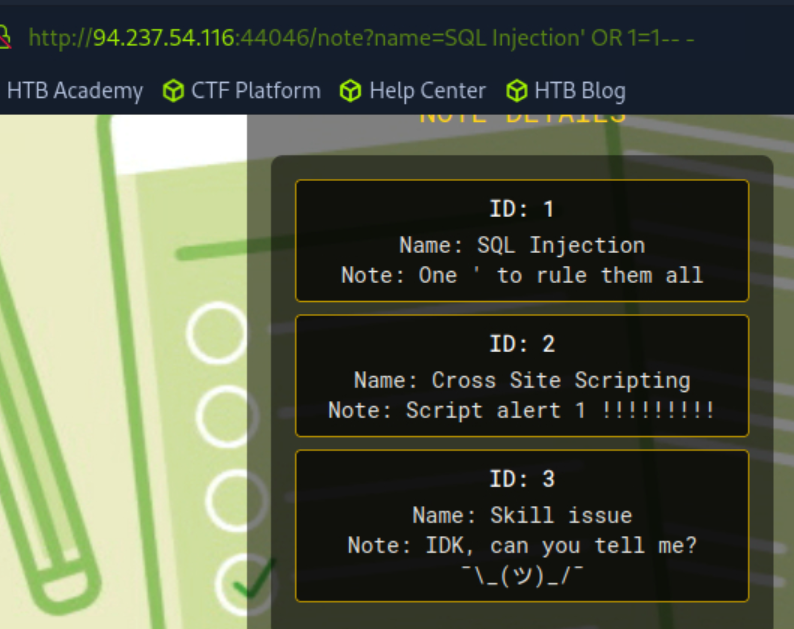 http://94.237.54.116:44046/note?name=SQL Injection' OR 1=1-- -
HTB Academy CTF Platform Help Center HTB Blog
NOTE DETAILS
ID: 1
Name: SQL Injection
Note: One ' to rule them all
ID: 2
Name: Cross Site Scripting
Note: Script alert 1 !!!!!!!!!
ID: 3
Name: Skill issue
Note: IDK, can you tell me?
¯\_(ツ)_/¯